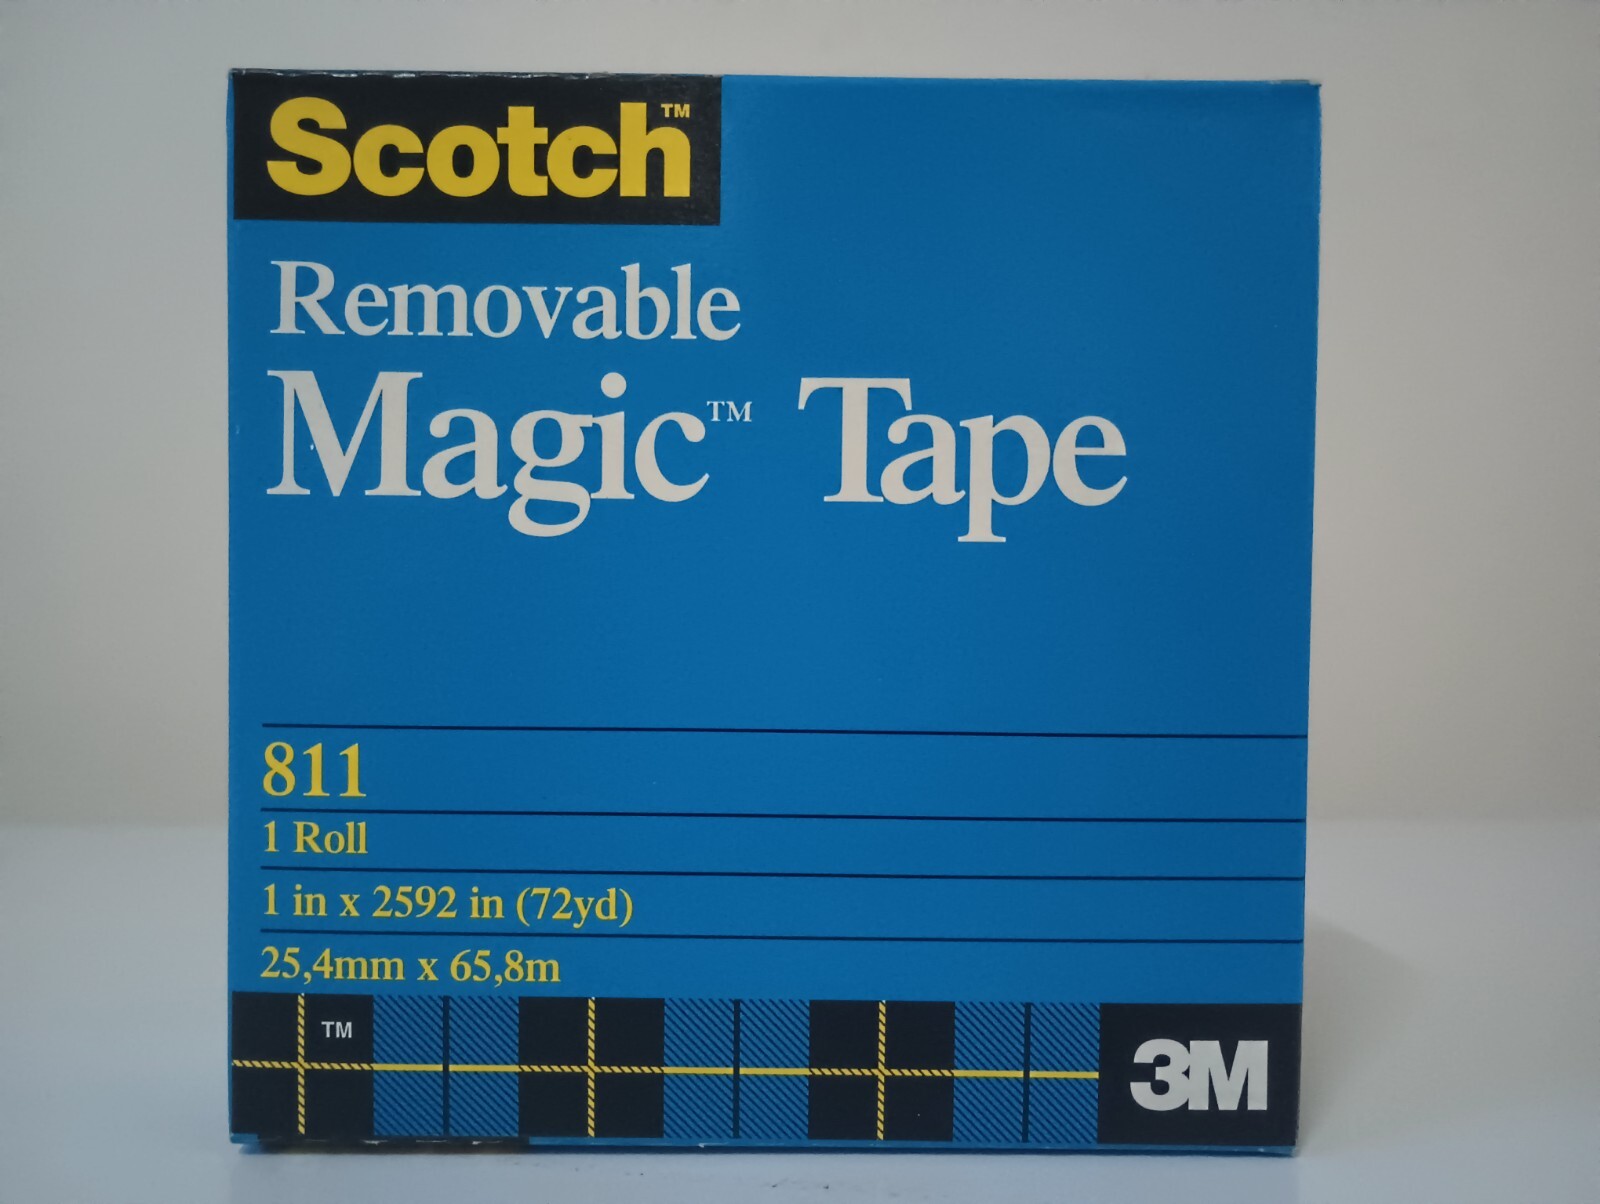 Scotch™
Removable
Magic™ Tape
811
1 Roll
1 in x 2592 in (72yd)
25,4mm x 65,8m
TM
3M